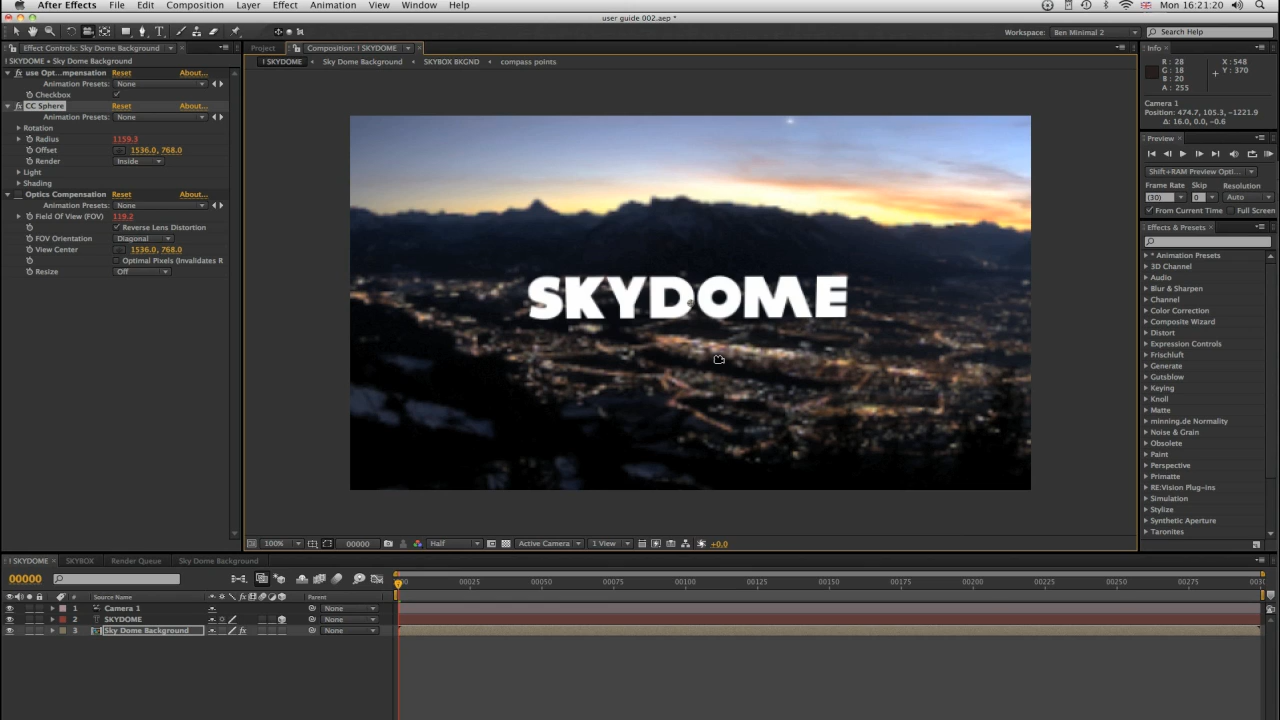 After Effects File Edit Composition Layer Effect Animation View Window Help Mon 16:21:20
user guide 002.aep *
Workspace: Ben Minimal 2 Search Help
Effect Controls: Sky Dome Background
! SKYDOME • Sky Dome Background
fx use Opt...mpensation Reset About...
Animation Presets: None
Checkbox
fx CC Sphere Reset About...
Animation Presets: None
Rotation
Radius 1159.3
Offset 1536.0, 768.0
Render Inside
Light
Shading
Optics Compensation Reset About...
Animation Presets: None
Field Of View (FOV) 119.2
Reverse Lens Distortion
FOV Orientation Diagonal
View Center 1536.0, 768.0
Optimal Pixels (Invalidates R
Resize Off
Project Composition: ! SKYDOME
! SKYDOME Sky Dome Background SKYBOX BKGND compass points
SKYDOME
100% 00000 Half Active Camera 1 View +0.0
Info
R : 28 X : 548
G : 18 Y : 370
B : 20
A : 255
Camera 1
Position: 474.7, 105.3, -1221.9
Δ: 16.0, 0.0, -0.6
Preview
Shift+RAM Preview Opti...
Frame Rate Skip Resolution
(30) 0 Auto
From Current Time Full Screen
Effects & Presets
* Animation Presets
3D Channel
Audio
Blur & Sharpen
Channel
Color Correction
Composite Wizard
Distort
Expression Controls
Frischluft
Generate
Gutsblow
Keying
Knoll
Matte
minning.de Normality
Noise & Grain
Obsolete
Paint
Perspective
Primatte
RE:Vision Plug-ins
Simulation
Stylize
Synthetic Aperture
Taronites
! SKYDOME SKYBOX Render Queue Sky Dome Background
00000
00025 00050 00075 00100 00125 00150 00175 00200 00225 00250 00275
# Source Name Parent
1 Camera 1 None
2 T SKYDOME None
3 Sky Dome Background fx None